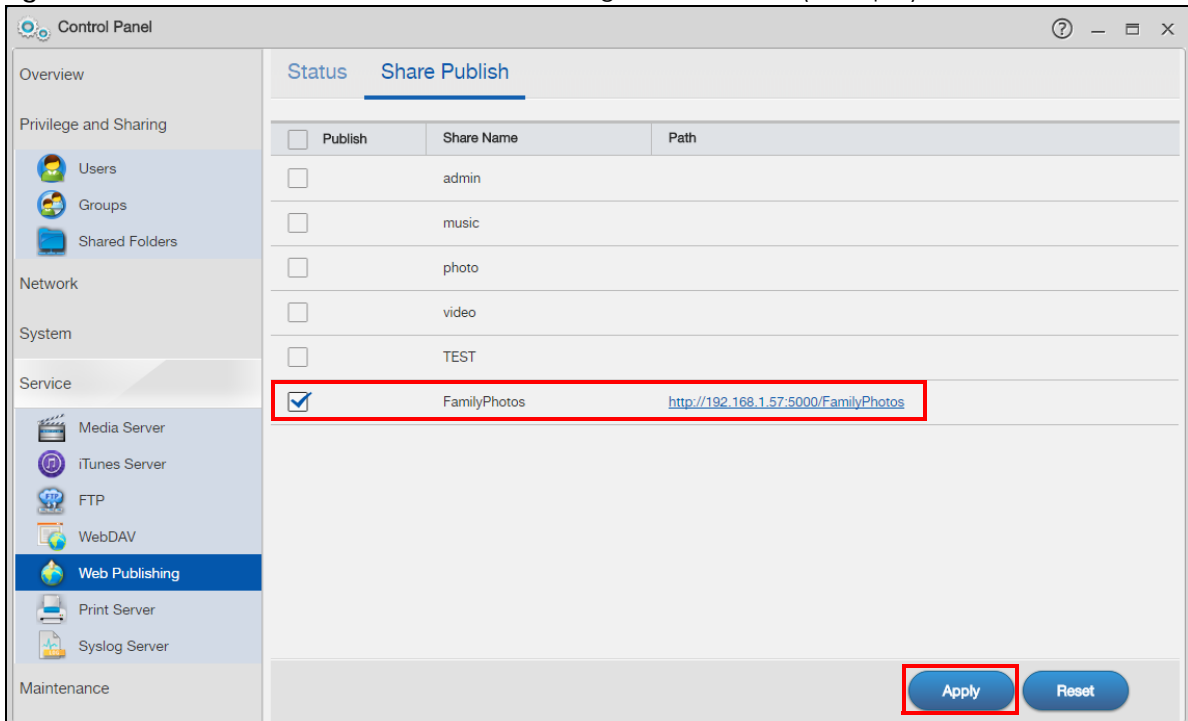 Control Panel
Overview
Privilege and Sharing
Users
Groups
Shared Folders
Network
System
Service
Media Server
iTunes Server
FTP
WebDAV
Web Publishing
Print Server
Syslog Server
Maintenance
Status Share Publish
Publish Share Name Path
admin
music
photo
video
TEST
FamilyPhotos http://192.168.1.57:5000/FamilyPhotos
Apply Reset